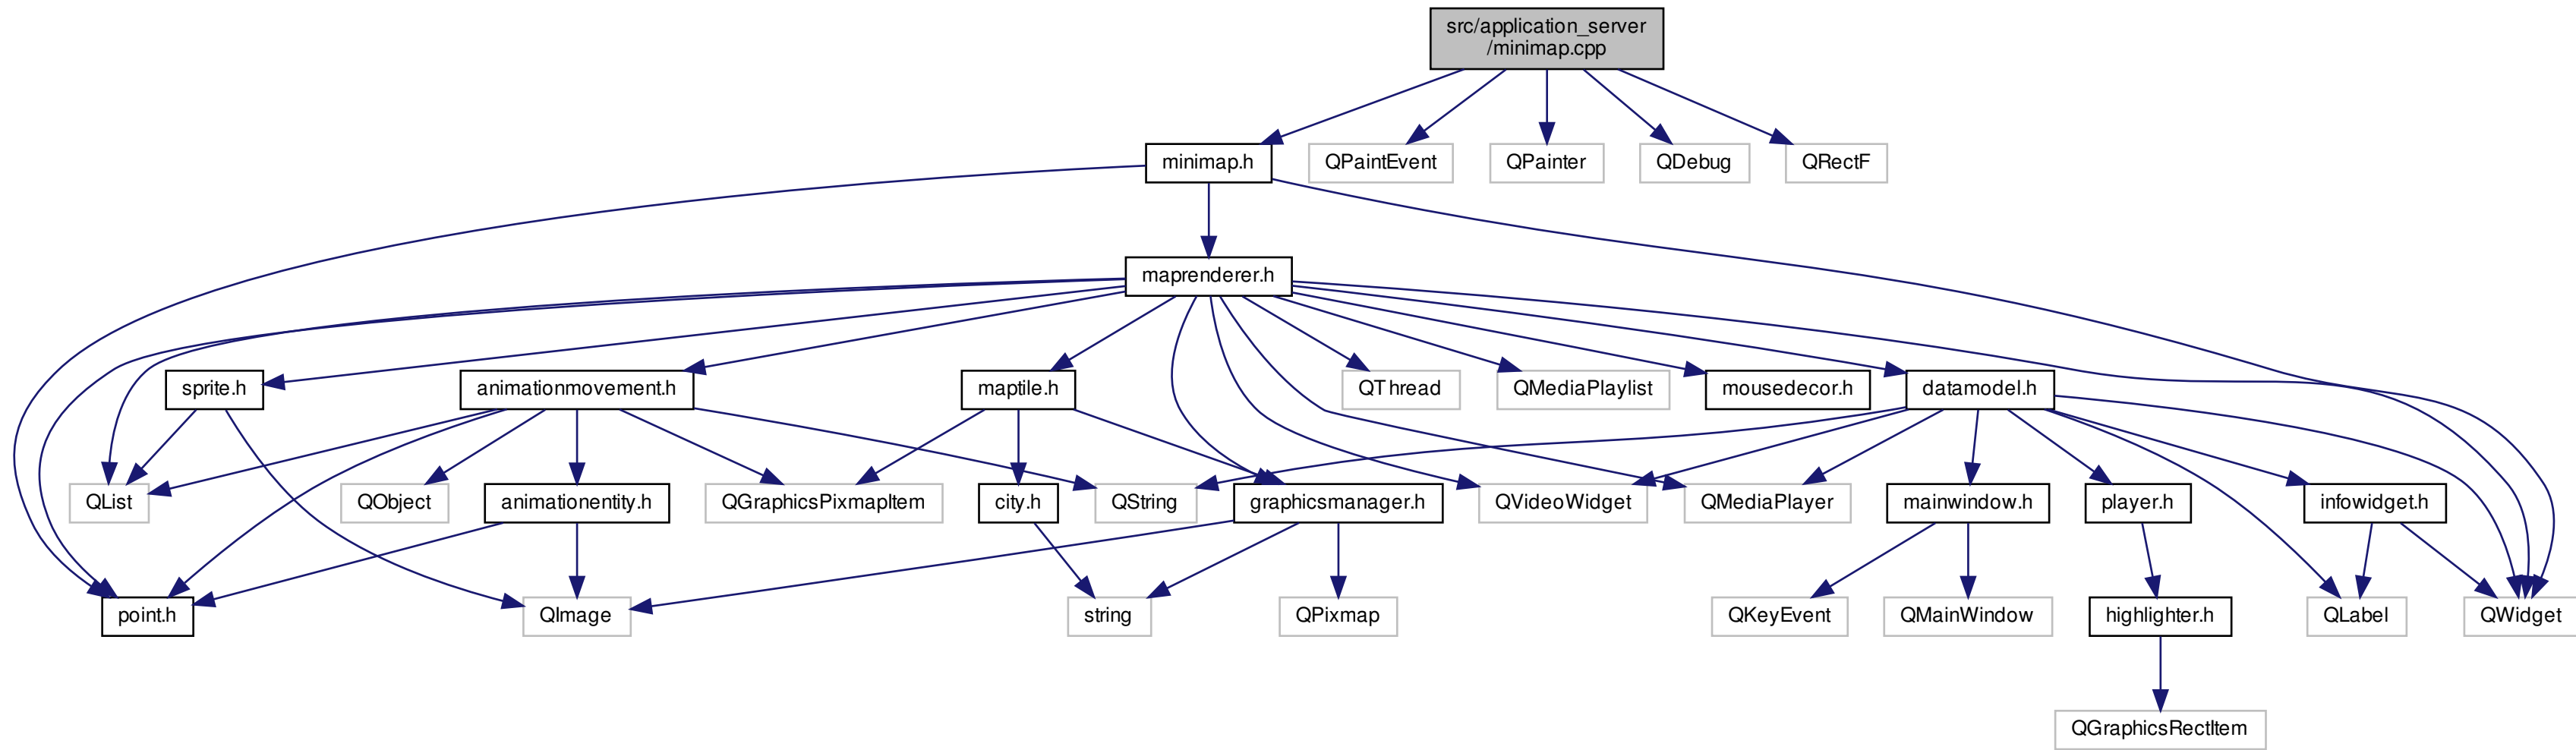 src/application_server
/minimap.cpp
minimap.h
QPaintEvent
QPainter
QDebug
QRectF
maprenderer.h
sprite.h
animationmovement.h
maptile.h
QThread
QMediaPlaylist
mousedecor.h
datamodel.h
QList
QObject
animationentity.h
QGraphicsPixmapItem
city.h
QString
graphicsmanager.h
QVideoWidget
QMediaPlayer
mainwindow.h
player.h
infowidget.h
point.h
QImage
string
QPixmap
QKeyEvent
QMainWindow
highlighter.h
QLabel
QWidget
QGraphicsRectItem